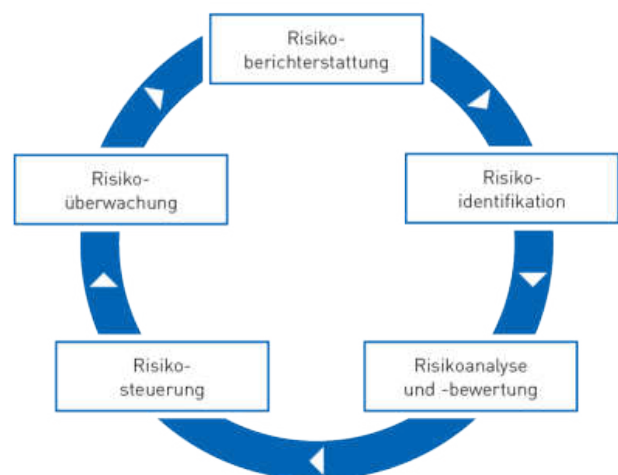 Risiko-
berichterstattung
Risiko-
identifikation
Risikoanalyse
und -bewertung
Risiko-
steuerung
Risiko-
überwachung